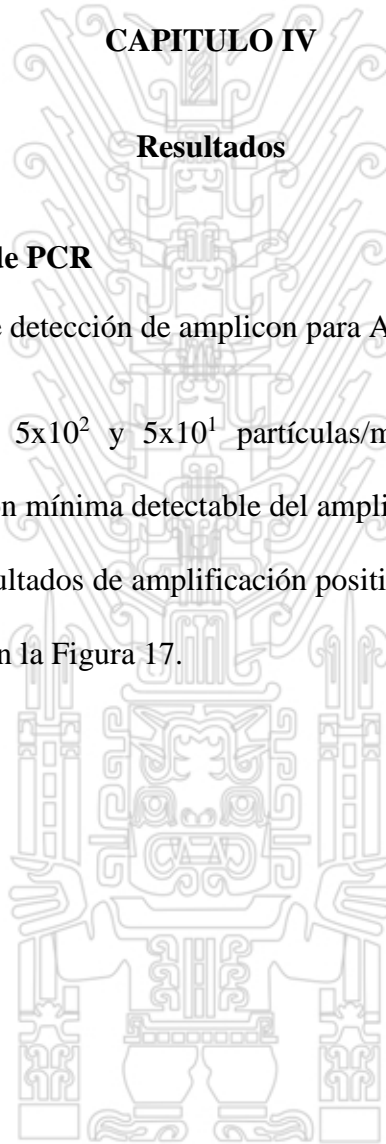 CAPITULO IV
Resultados
de PCR
detección de amplicon para
5x10² y 5x10¹ partículas/m
mínima detectable del ampli
ultados de amplificación positi
n la Figura 17.